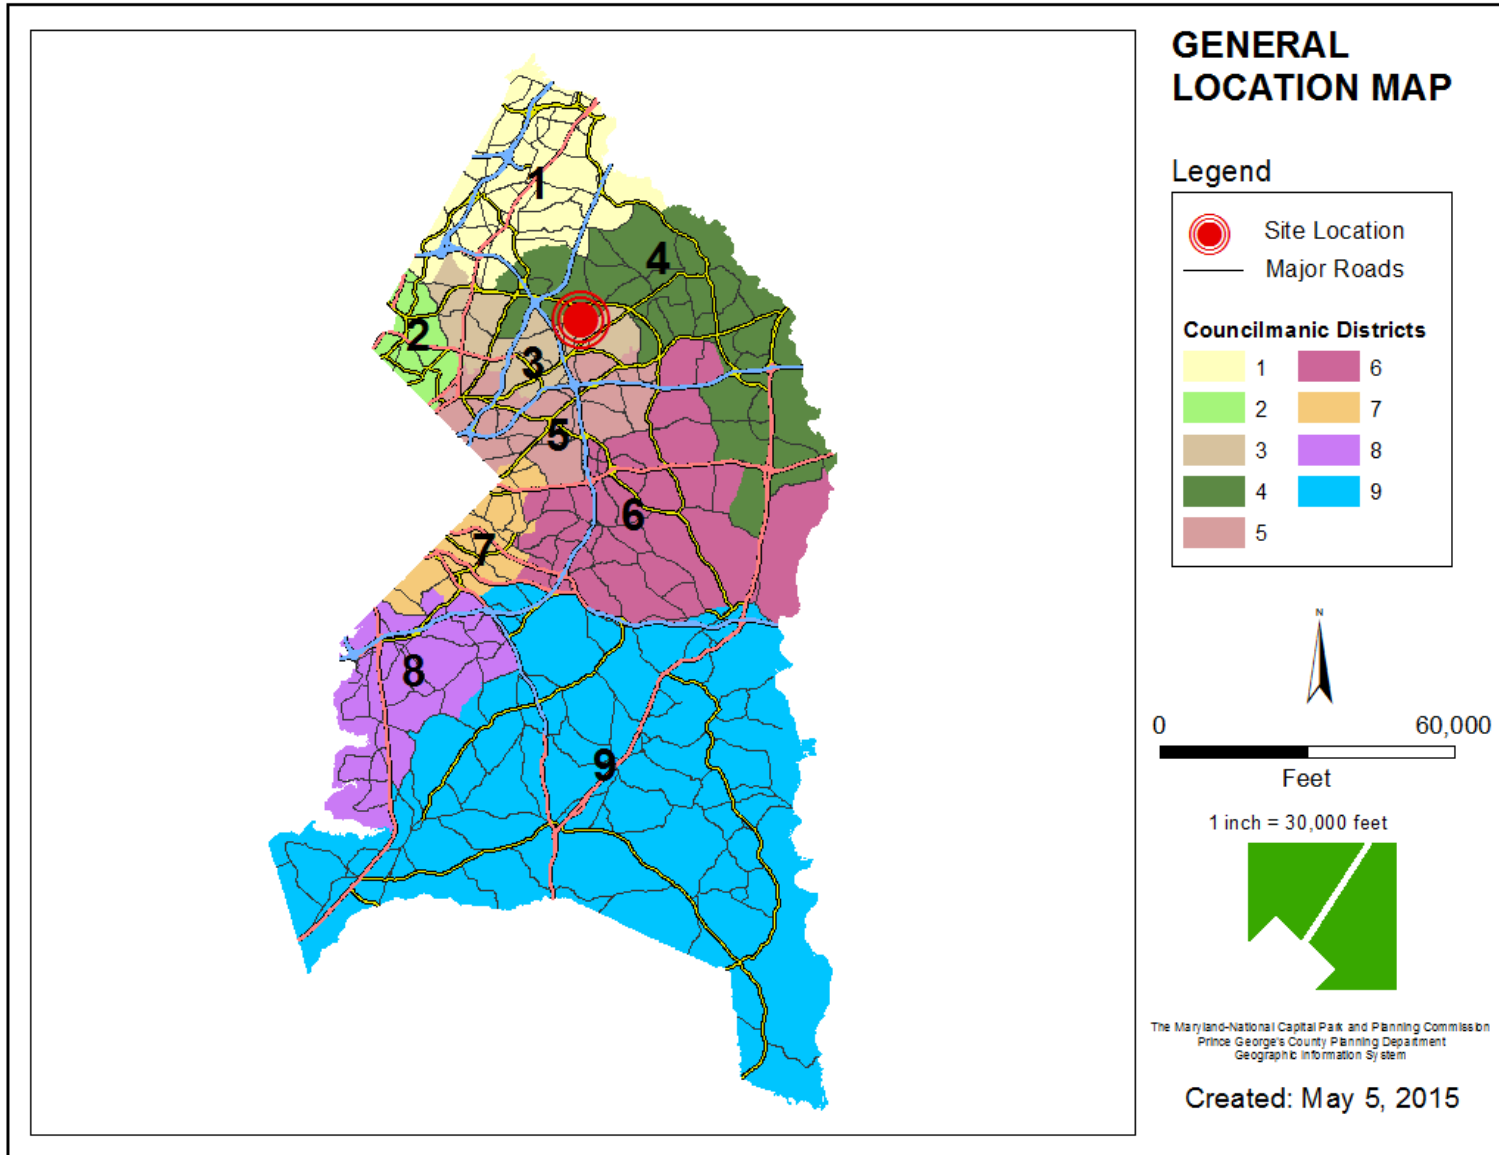 GENERAL
LOCATION MAP
Legend
Site Location
Major Roads
Councilmanic Districts
1 6
2 7
3 8
4 9
5
1
4
2
3
5
6
7
8
9
N
0 60,000
Feet
1 inch = 30,000 feet
The Maryland-National Capital Park and Planning Commission
Prince George's County Planning Department
Geographic Information System
Created: May 5, 2015